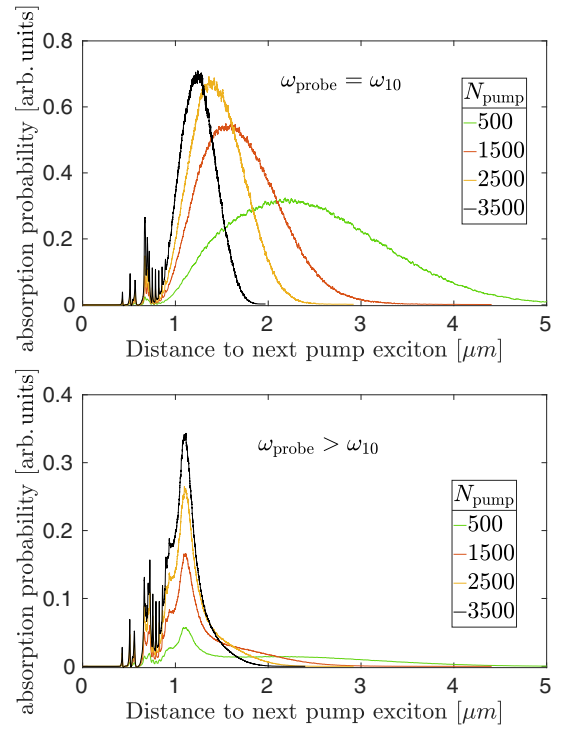 absorption probability [arb. units]
0.8
0.6
0.4
0.2
0
ω_probe = ω_10
N_pump
500
1500
2500
3500
0 1 2 3 4 5
Distance to next pump exciton [μm]
absorption probability [arb. units]
0.4
0.3
0.2
0.1
0
ω_probe > ω_10
N_pump
500
1500
2500
3500
0 1 2 3 4 5
Distance to next pump exciton [μm]